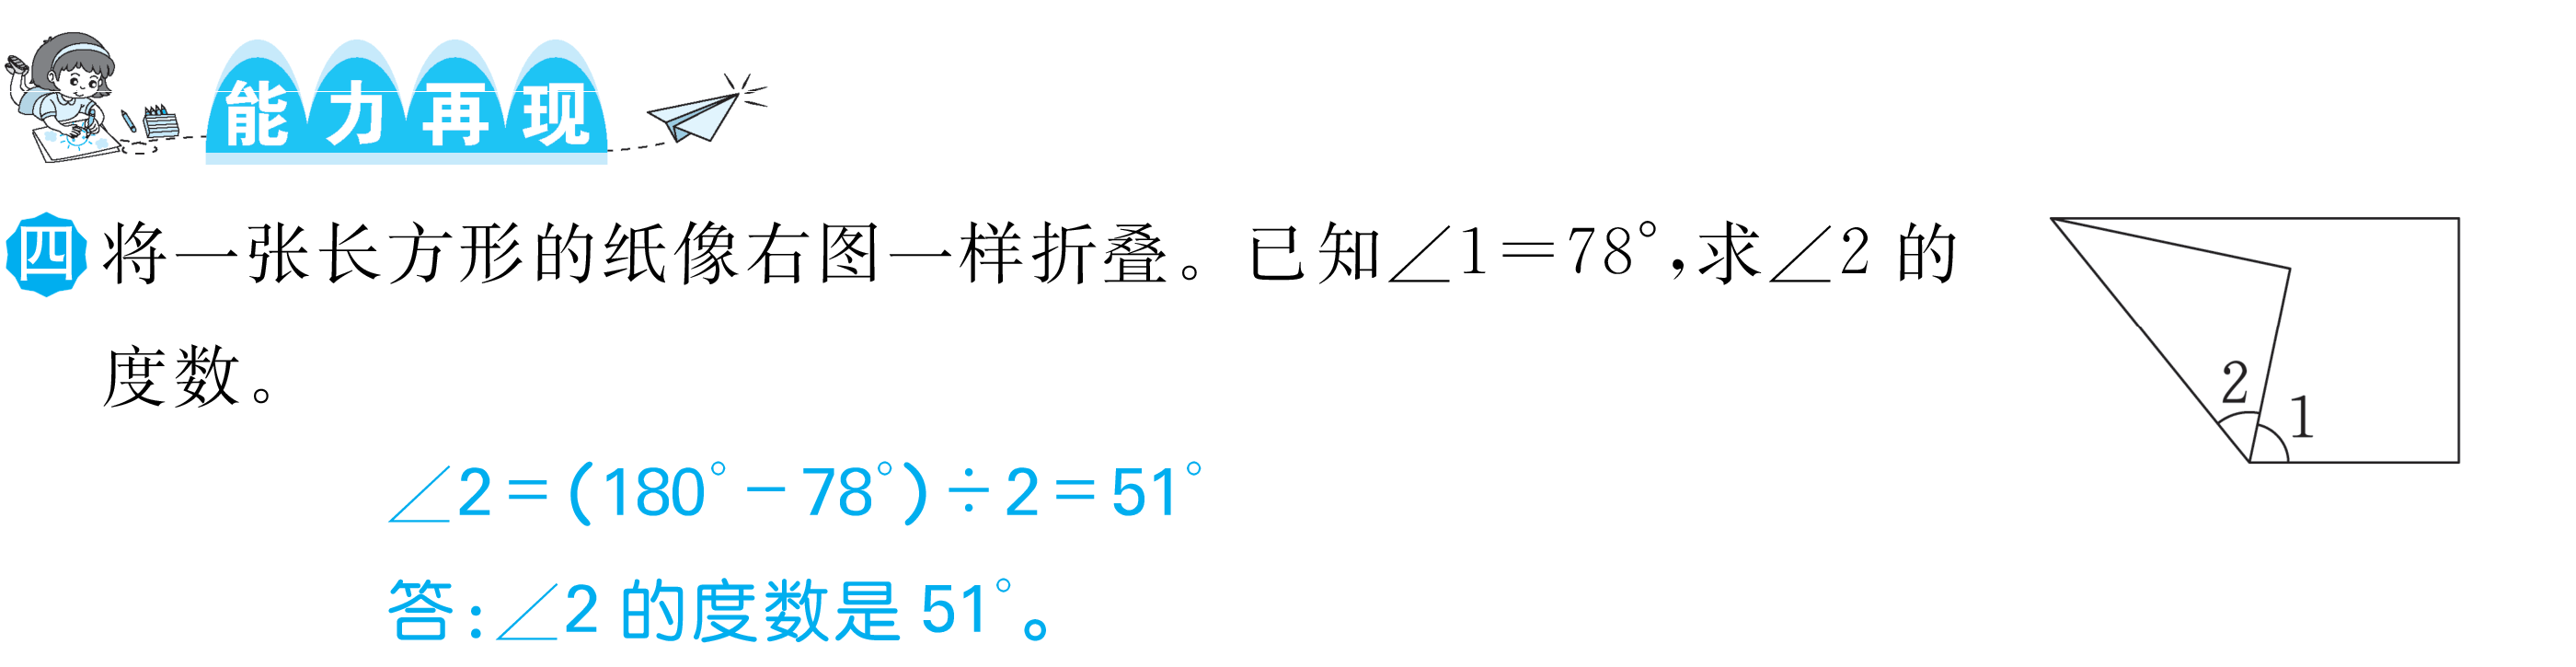 能力再现
四 将一张长方形的纸像右图一样折叠。已知∠1=78°,求∠2 的
度数。
2
1
∠2=(180°-78°)÷2=51°
答:∠2 的度数是 51°。